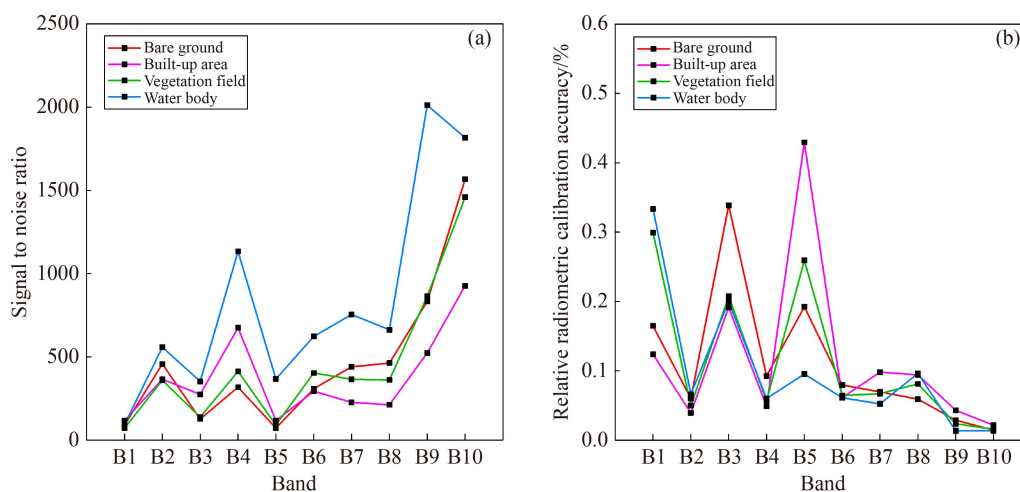 2500
2000
1500
1000
500
0
Signal to noise ratio
(a)
Bare ground
Built-up area
Vegetation field
Water body
B1 B2 B3 B4 B5 B6 B7 B8 B9 B10
Band
0.6
0.5
0.4
0.3
0.2
0.1
0.0
Relative radiometric calibration accuracy/%
(b)
Bare ground
Built-up area
Vegetation field
Water body
B1 B2 B3 B4 B5 B6 B7 B8 B9 B10
Band